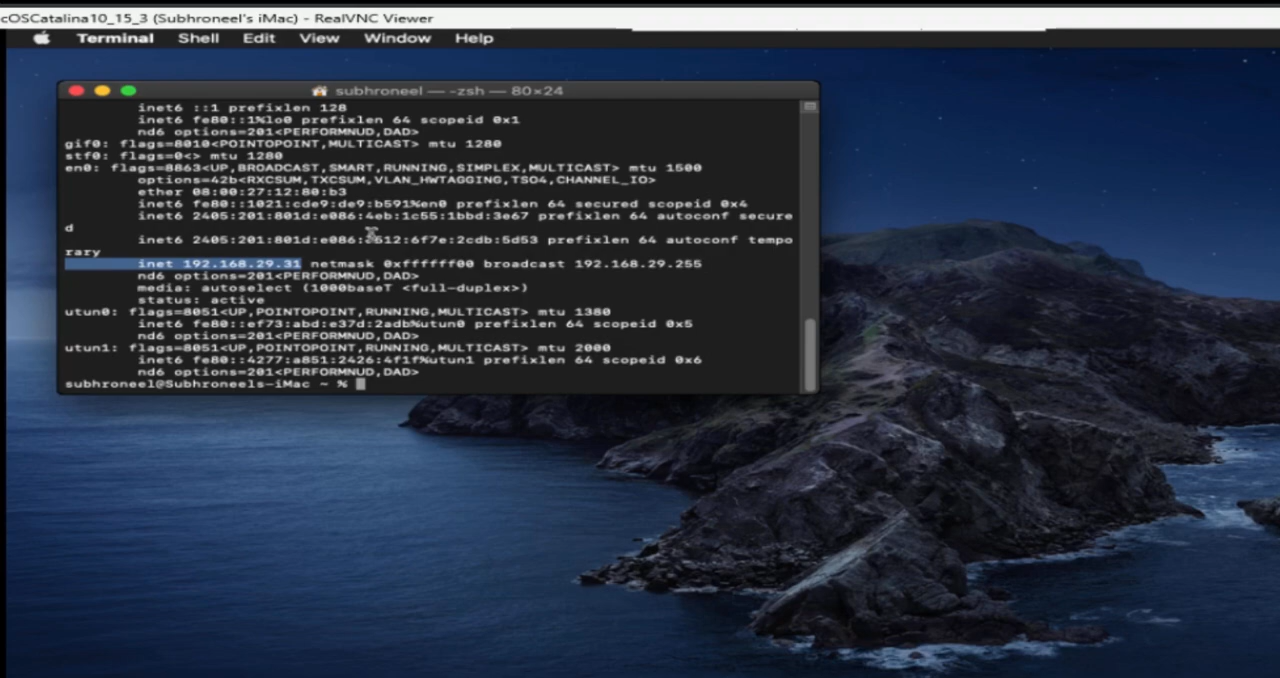 cOSCatalina10_15_3 (Subhroneel's iMac) - RealVNC Viewer
Terminal Shell Edit View Window Help
subhroneel — -zsh — 80×24
inet6 ::1 prefixlen 128
inet6 fe80::1%lo0 prefixlen 64 scopeid 0x1
nd6 options=201<PERFORMNUD,DAD>
gif0: flags=8010<POINTOPOINT,MULTICAST> mtu 1280
stf0: flags=0<> mtu 1280
en0: flags=8863<UP,BROADCAST,SMART,RUNNING,SIMPLEX,MULTICAST> mtu 1500
options=42b<RXCSUM,TXCSUM,VLAN_HWTAGGING,TSO4,CHANNEL_IO>
ether 08:00:27:12:80:b3
inet6 fe80::1021:cde9:de9:b591%en0 prefixlen 64 secured scopeid 0x4
inet6 2405:201:801d:e086:4eb:1c55:1bbd:3e67 prefixlen 64 autoconf secure
d
inet6 prefixlen 64 autoconf tempo
rary
inet 192.168.29.31 netmask 0xffffff00 broadcast 192.168.29.255
nd6 options=201<PERFORMNUD,DAD>
media: autoselect (1000baseT <full-duplex>)
status: active
utun0: flags=8051<UP,POINTOPOINT,RUNNING,MULTICAST> mtu 1380
inet6 fe80::ef73:abd:e37d:2adb%utun0 prefixlen 64 scopeid 0x5
nd6 options=201<PERFORMNUD,DAD>
utun1: flags=8051<UP,POINTOPOINT,RUNNING,MULTICAST> mtu 2000
inet6 fe80::4277:a851:2426:4f1f%utun1 prefixlen 64 scopeid 0x6
nd6 options=201<PERFORMNUD,DAD>
subhroneel@Subhroneels-iMac ~ %